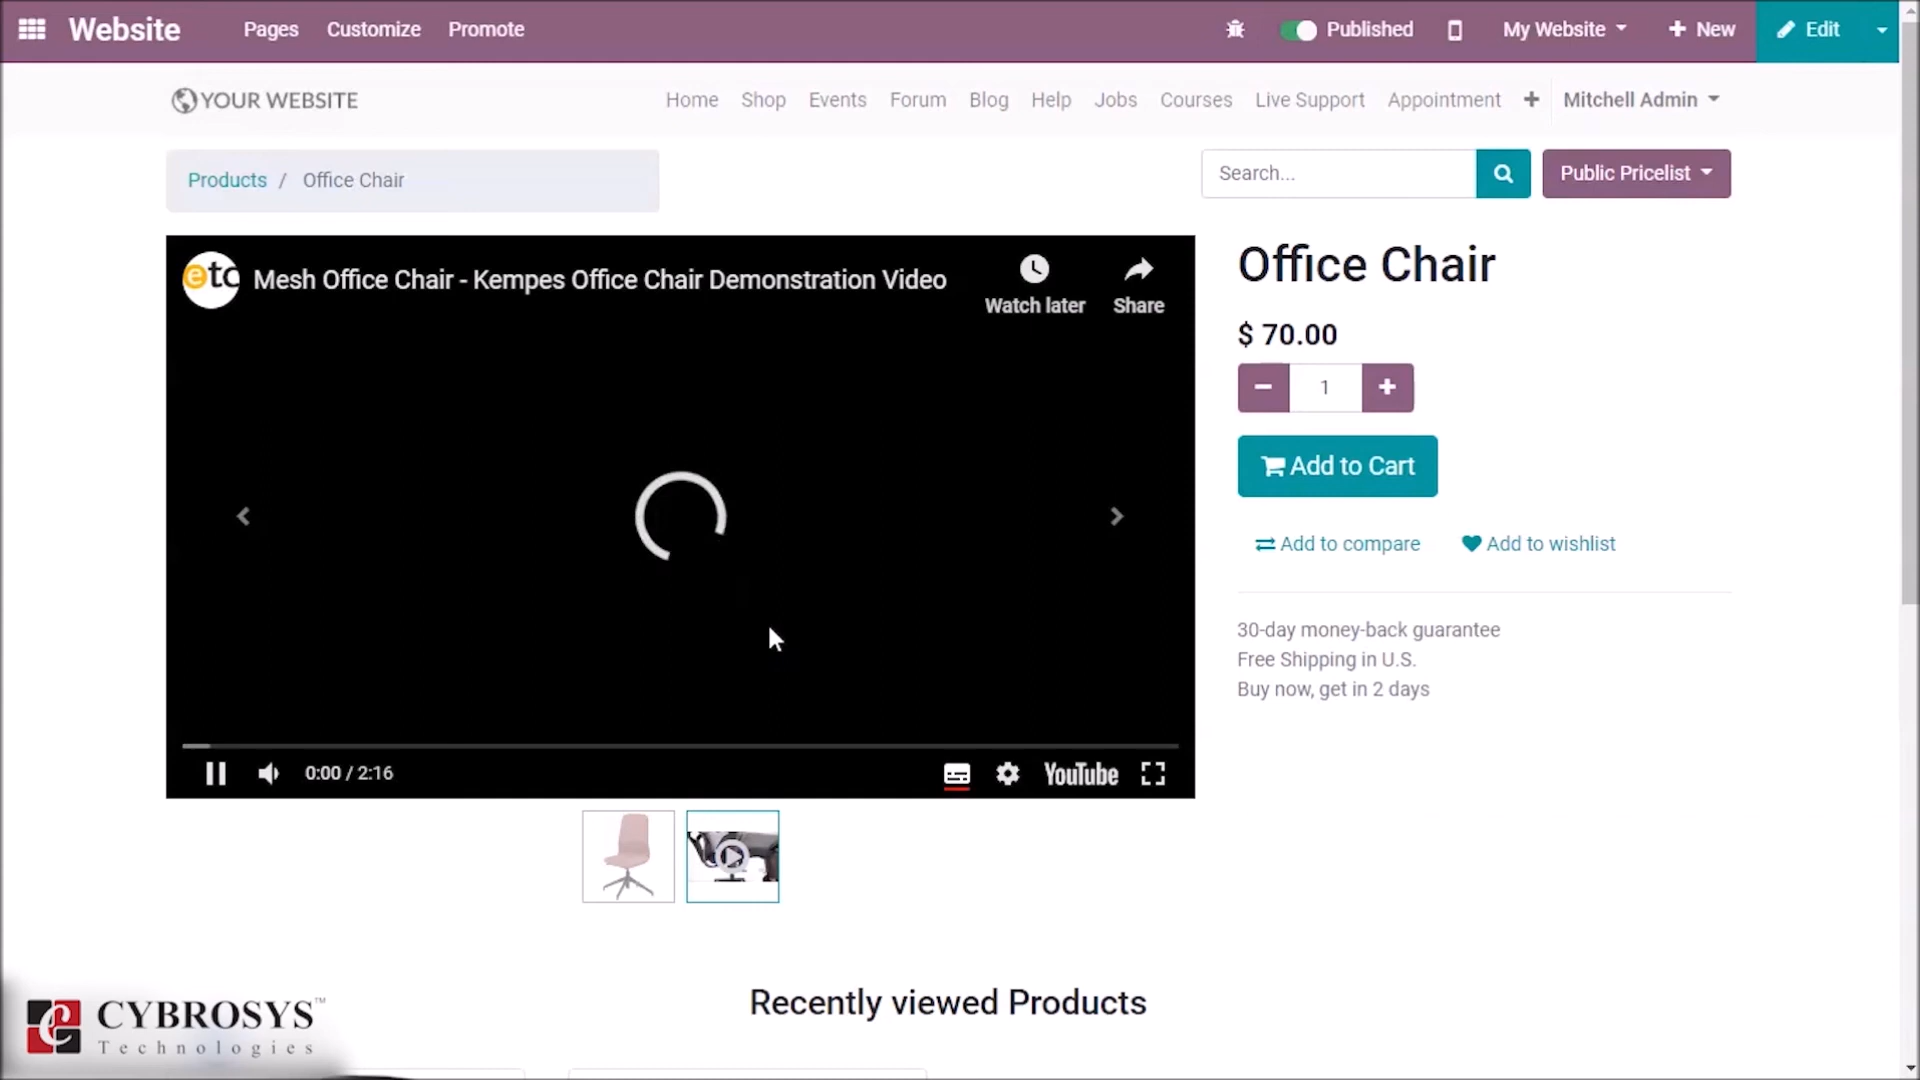 Website Pages Customize Promote Published My Website New Edit
YOUR WEBSITE Home Shop Events Forum Blog Help Jobs Courses Live Support Appointment + Mitchell Admin
Products / Office Chair Search... Public Pricelist
etc Mesh Office Chair - Kempes Office Chair Demonstration Video Watch later Share
Office Chair
$ 70.00
1
Add to Cart
Add to compare Add to wishlist
30-day money-back guarantee
Free Shipping in U.S.
Buy now, get in 2 days
0:00 / 2:16 YouTube
Recently viewed Products
CYBROSYS™
Technologies